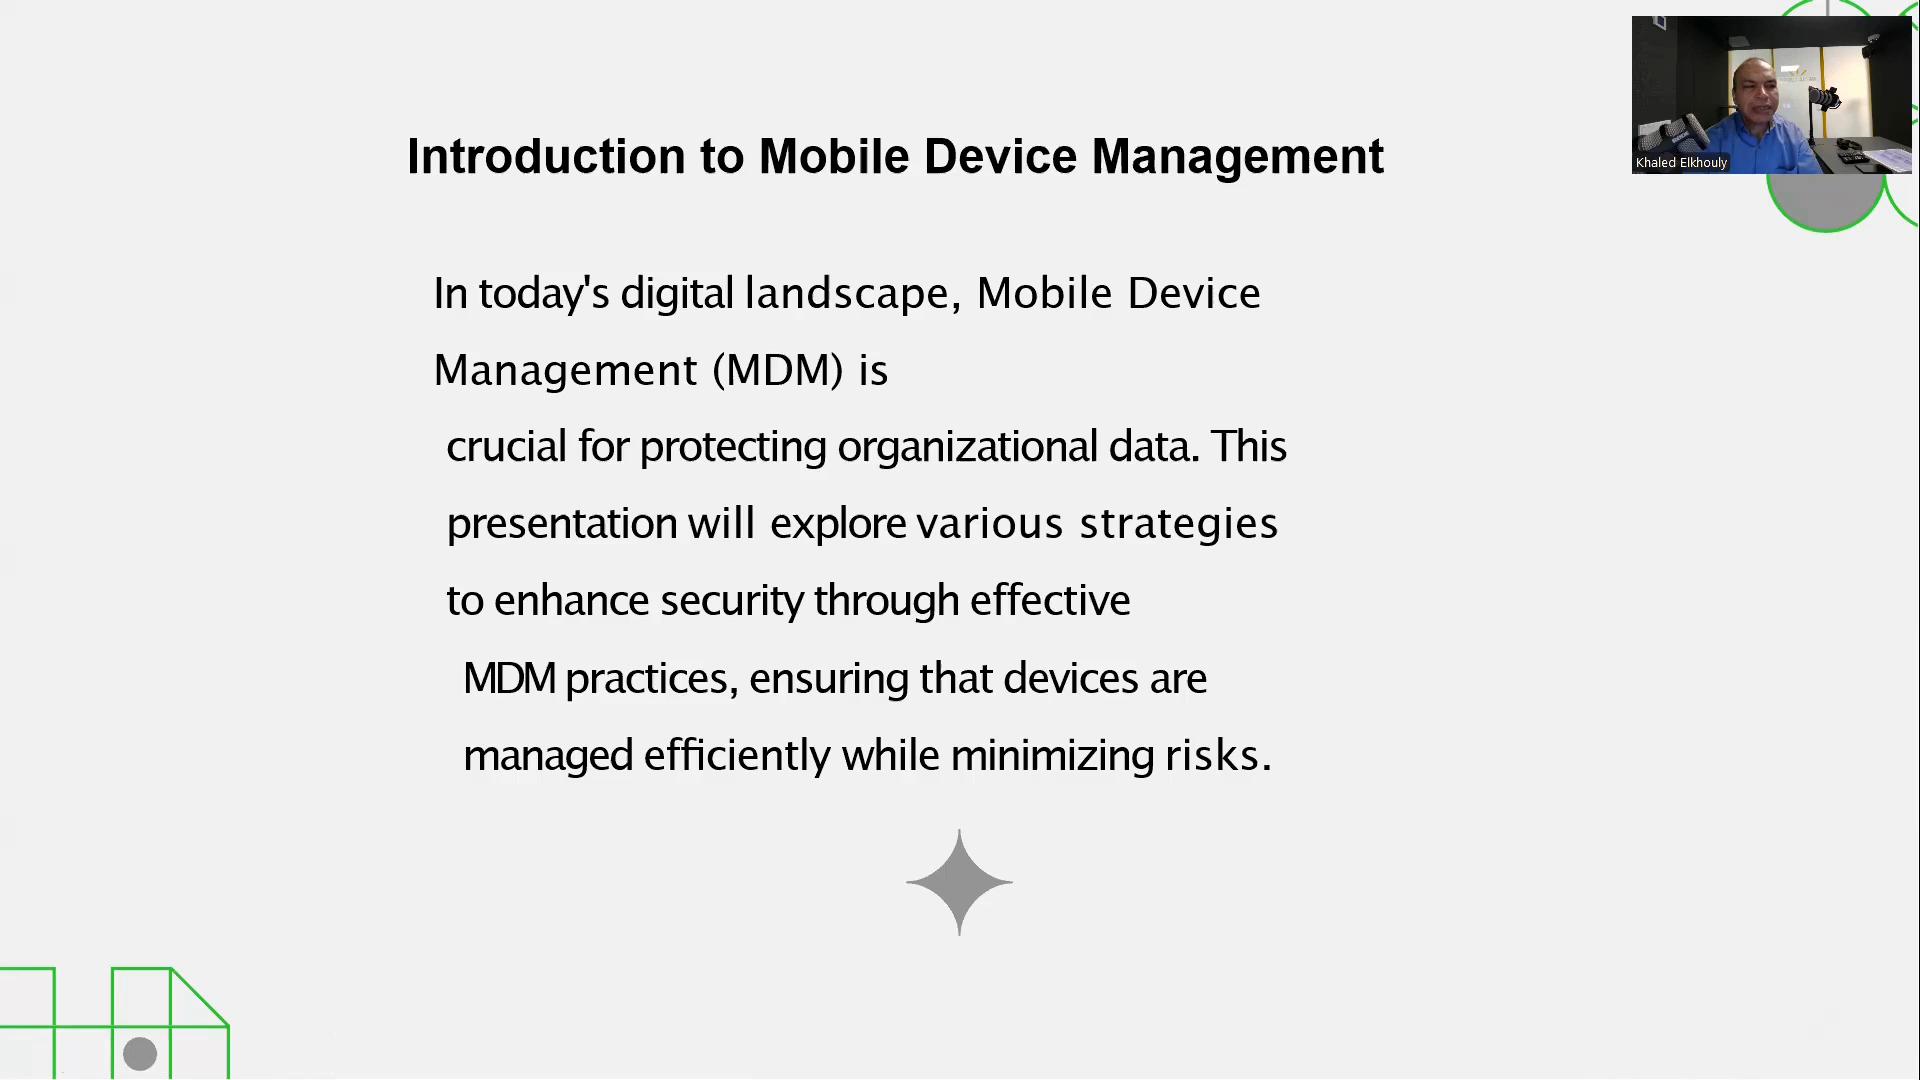 Introduction to Mobile Device Management
In today's digital landscape, Mobile Device
Management (MDM) is
crucial for protecting organizational data. This
presentation will explore various strategies
to enhance security through effective
MDM practices, ensuring that devices are
managed efficiently while minimizing risks.
Khaled Elkhouly